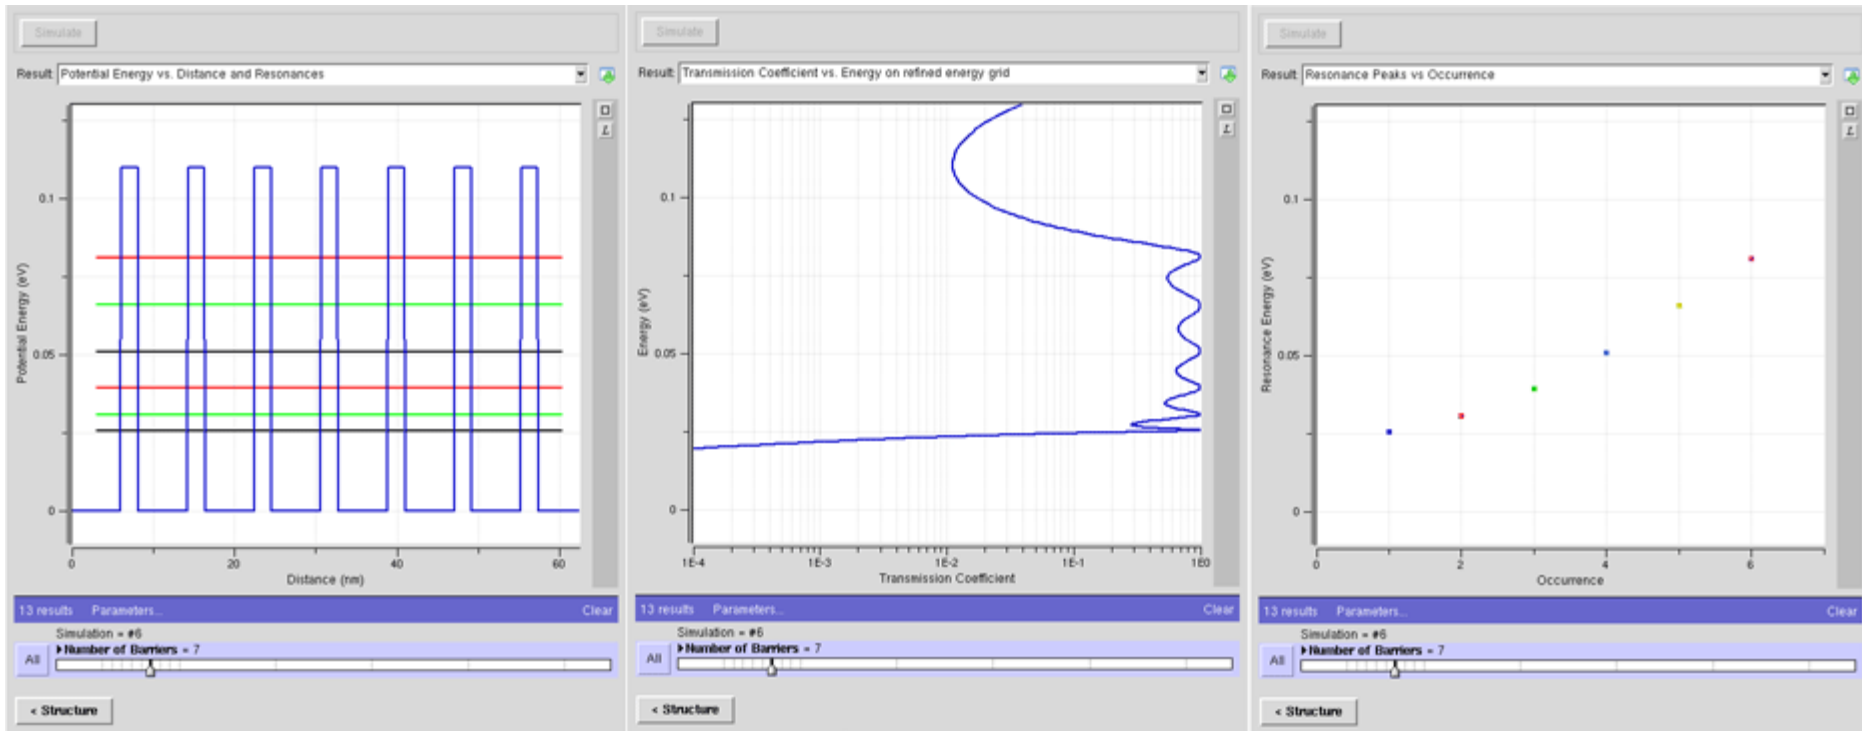 Simulate
Result: Potential Energy vs. Distance and Resonances
0.1
0.05
0
Potential Energy (eV)
0 20 40 60
Distance (nm)
13 results Parameters... Clear
Simulation = #6
All
Number of Barriers = 7
< Structure
Simulate
Result: Transmission Coefficient vs. Energy on refined energy grid
0.1
0.05
0
Energy (eV)
1E-4 1E-3 1E-2 1E-1 1E0
Transmission Coefficient
13 results Parameters... Clear
Simulation = #6
All
Number of Barriers = 7
< Structure
Simulate
Result: Resonance Peaks vs Occurrence
0.1
0.05
0
Resonance Energy (eV)
0 2 4 6
Occurrence
13 results Parameters... Clear
Simulation = #6
All
Number of Barriers = 7
< Structure